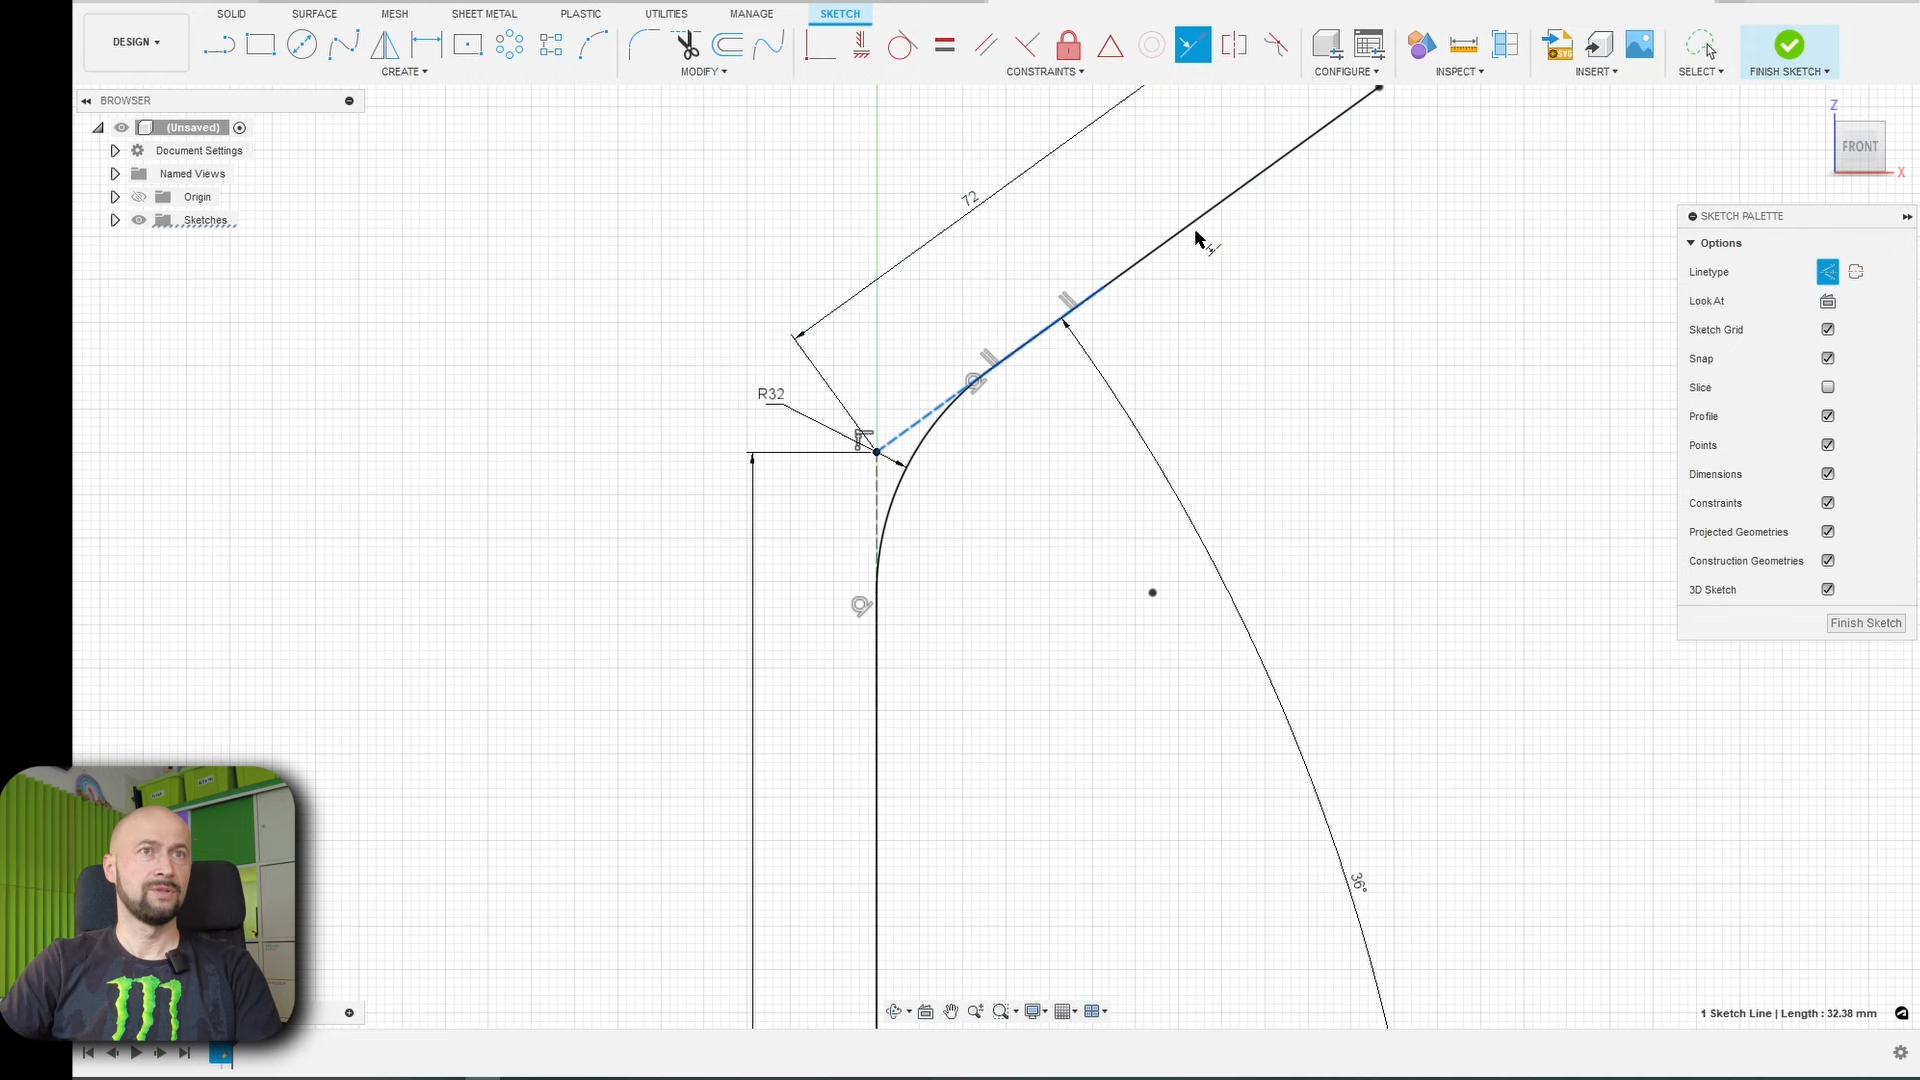 SOLID SURFACE MESH SHEET METAL PLASTIC UTILITIES MANAGE SKETCH
DESIGN
CREATE MODIFY CONSTRAINTS CONFIGURE INSPECT INSERT SELECT FINISH SKETCH
BROWSER
(Unsaved)
Document Settings
Named Views
Origin
Sketches
72
R32
36°
Z
FRONT
X
SKETCH PALETTE
Options
Linetype
Look At
Sketch Grid
Snap
Slice
Profile
Points
Dimensions
Constraints
Projected Geometries
Construction Geometries
3D Sketch
Finish Sketch
1 Sketch Line | Length : 32.38 mm